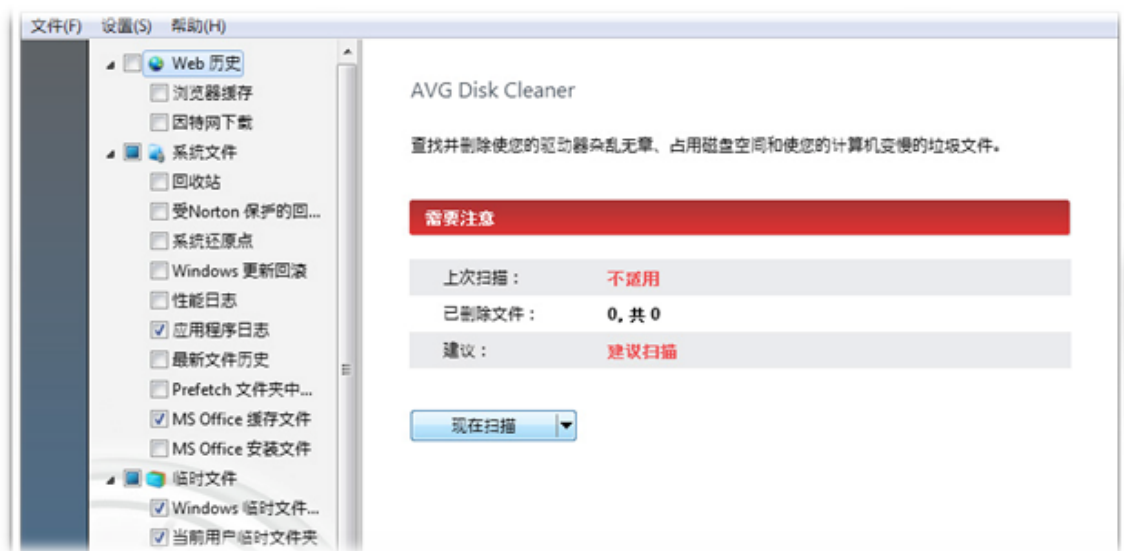 文件(F) 设置(S) 帮助(H)
Web 历史
浏览器缓存
因特网下载
系统文件
回收站
受Norton 保护的回...
系统还原点
Windows 更新回滚
性能日志
应用程序日志
最新文件历史
Prefetch 文件夹中...
MS Office 缓存文件
MS Office 安装文件
临时文件
Windows 临时文件...
当前用户临时文件夹
AVG Disk Cleaner
查找并删除使您的驱动器杂乱无章、占用磁盘空间和使您的计算机变慢的垃圾文件。
需要注意
上次扫描： 不适用
已删除文件： 0, 共 0
建议： 建议扫描
现在扫描